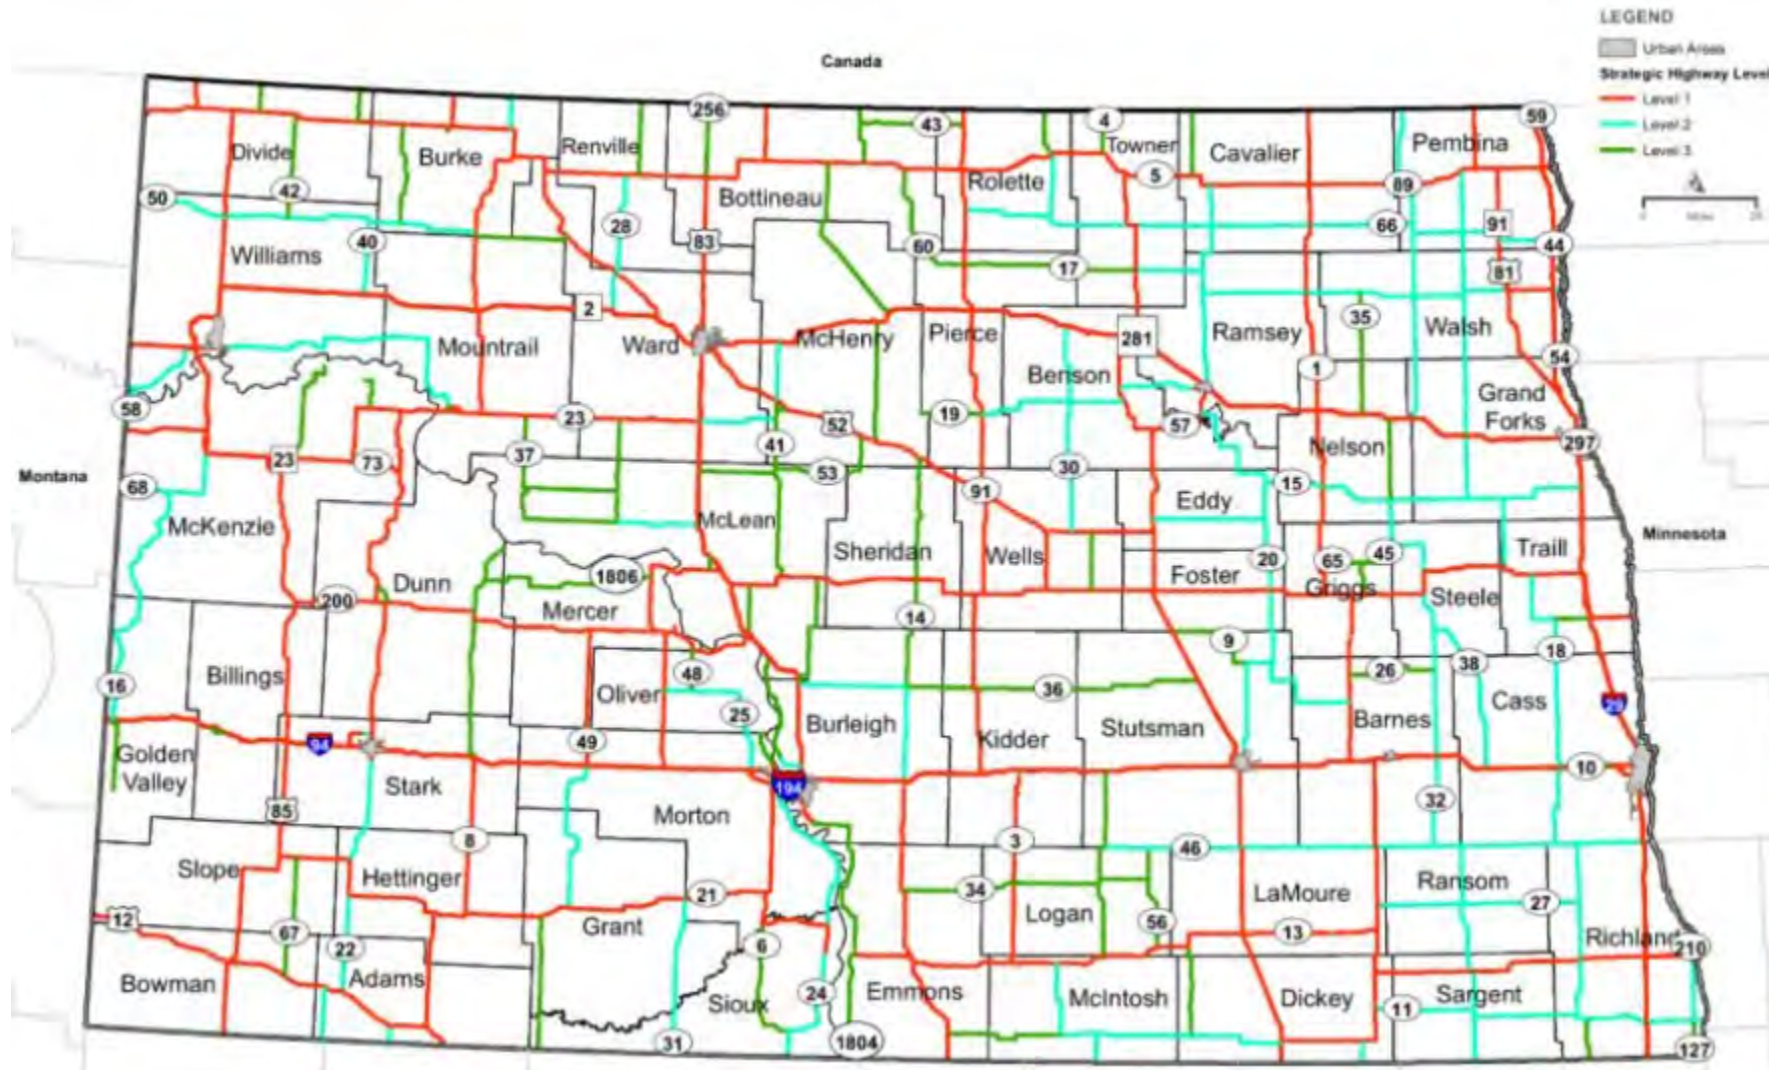 LEGEND
Urban Areas
Canada
Strategic Highway Level
Level 1
Level 2
Level 3
Miles
256
59
43
4
Divide
Burke
Renville
Towner
Cavalier
Pembina
Bottineau
Rolette
5
89
50
42
28
83
66
91
44
40
60
17
81
Williams
2
Mountrail
Ward
McHenry
Pierce
281
Ramsey
35
Walsh
54
1
Benson
Grand
Forks
58
23
19
57
297
41
52
Nelson
23
73
37
53
30
15
Montana
68
91
Eddy
McKenzie
McLean
Sheridan
Wells
Minnesota
20
65
45
Traill
Dunn
1806
Foster
Griggs
Steele
200
Mercer
14
9
18
Billings
48
26
38
16
Oliver
36
Cass
29
25
Burleigh
Kidder
Stutsman
Barnes
94
49
Golden
Valley
Stark
194
10
32
85
Morton
8
3
46
Slope
Hettinger
34
LaMoure
Ransom
12
21
Logan
56
27
67
22
Grant
6
13
Richland
210
Bowman
Adams
Sioux
24
Emmons
McIntosh
Dickey
11
Sargent
31
1804
127